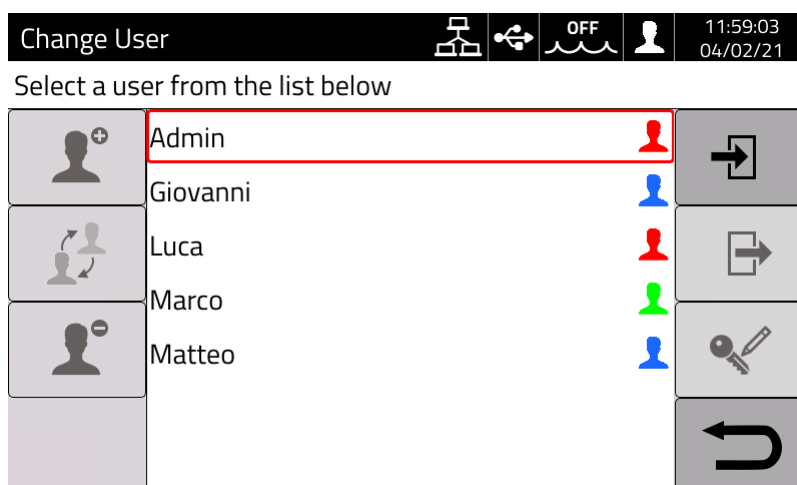 Change User
OFF
11:59:03
04/02/21
Select a user from the list below
Admin
Giovanni
Luca
Marco
Matteo